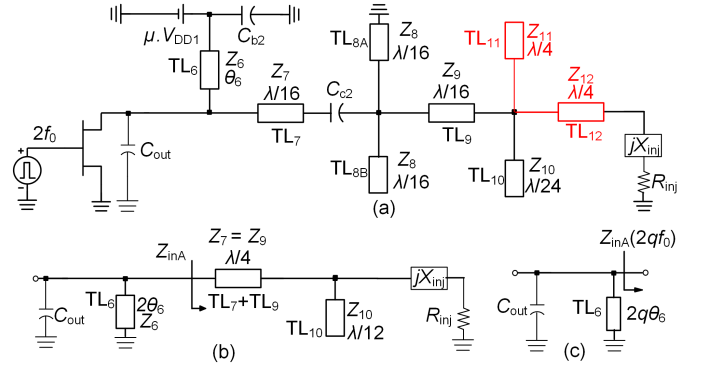 μ.V_DD1
C_b2
TL_6
Z_6
θ_6
Z_7
λ/16
TL_7
C_c2
TL_8A
Z_8
λ/16
TL_8B
Z_8
λ/16
Z_9
λ/16
TL_9
TL_11
Z_11
λ/4
Z_12
λ/4
TL_12
TL_10
Z_10
λ/24
jX_inj
R_inj
2f_0
C_out
(a)
Z_inA
Z_7 = Z_9
λ/4
TL_7+TL_9
C_out
TL_6
2θ_6
Z_6
TL_10
Z_10
λ/12
jX_inj
R_inj
(b)
Z_inA(2qf_0)
C_out
TL_6
2qθ_6
(c)